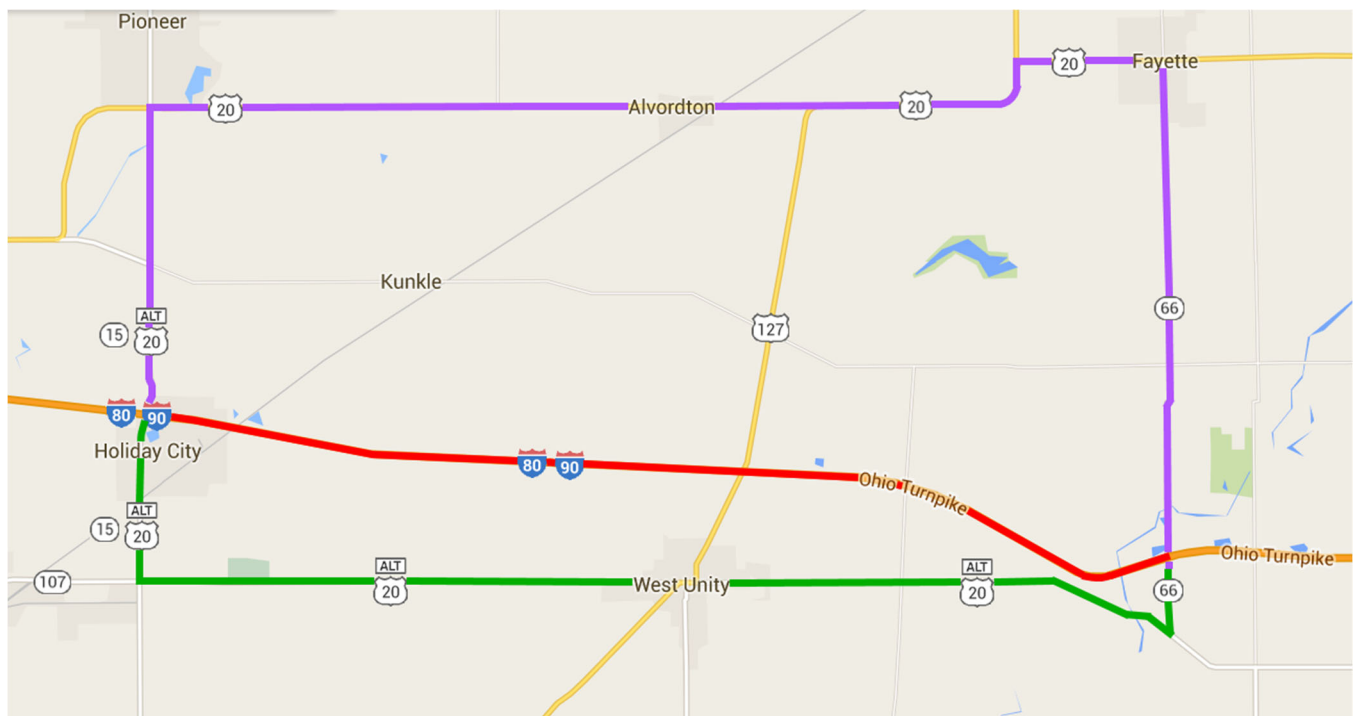 Pioneer
20
Fayette
20
Alvordton
20
Kunkle
66
ALT
15
20
127
80
90
Holiday City
80
90
Ohio Turnpike
ALT
15
20
Ohio Turnpike
ALT
ALT
107
20
West Unity
20
66